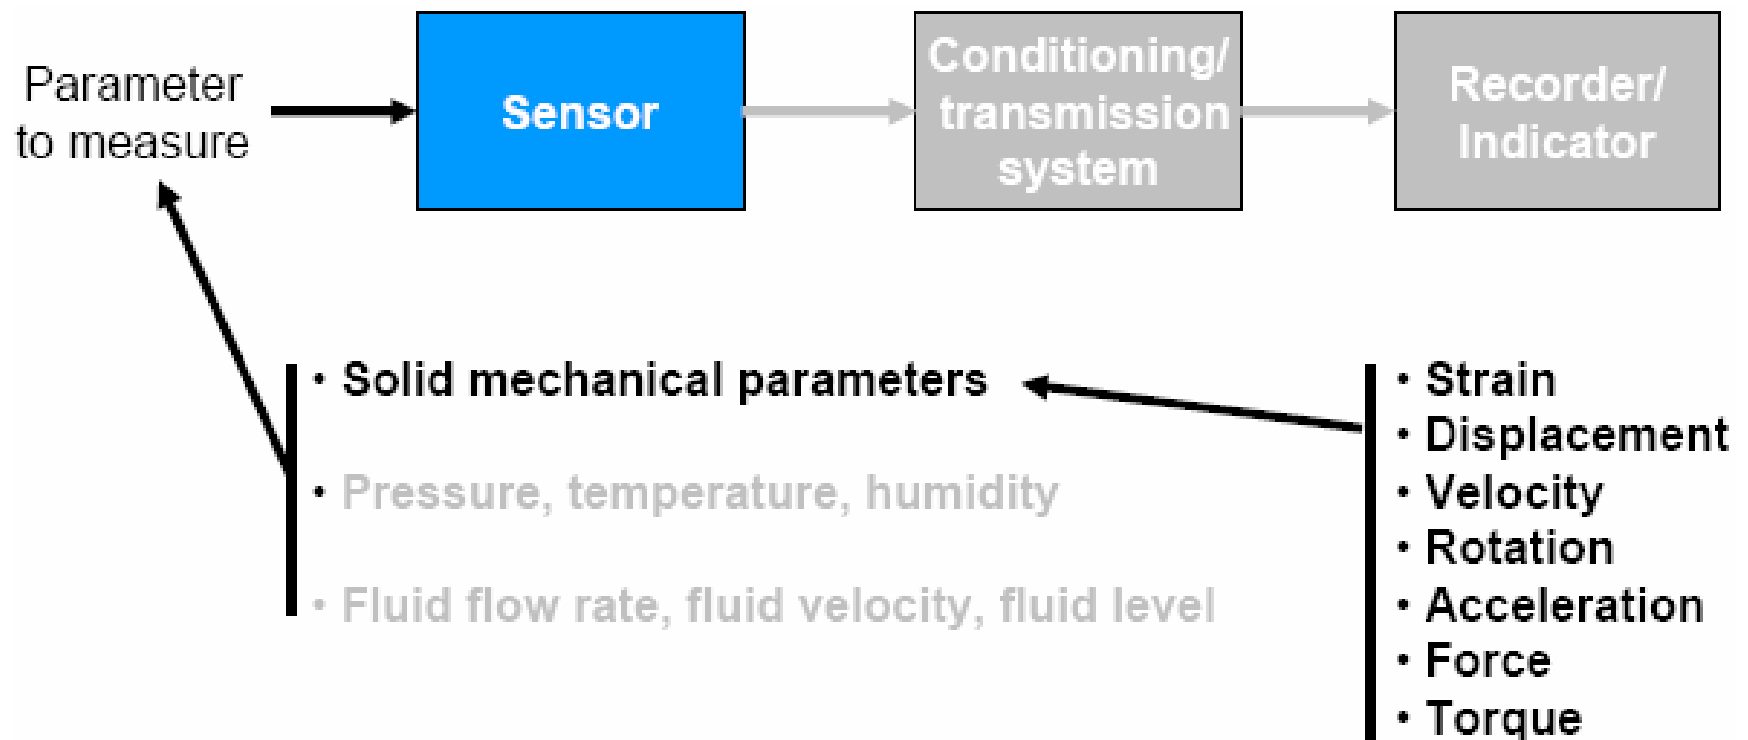 Parameter
to measure
Sensor
Conditioning/
transmission
system
Recorder/
Indicator
• Solid mechanical parameters
• Pressure, temperature, humidity
• Fluid flow rate, fluid velocity, fluid level
• Strain
• Displacement
• Velocity
• Rotation
• Acceleration
• Force
• Torque